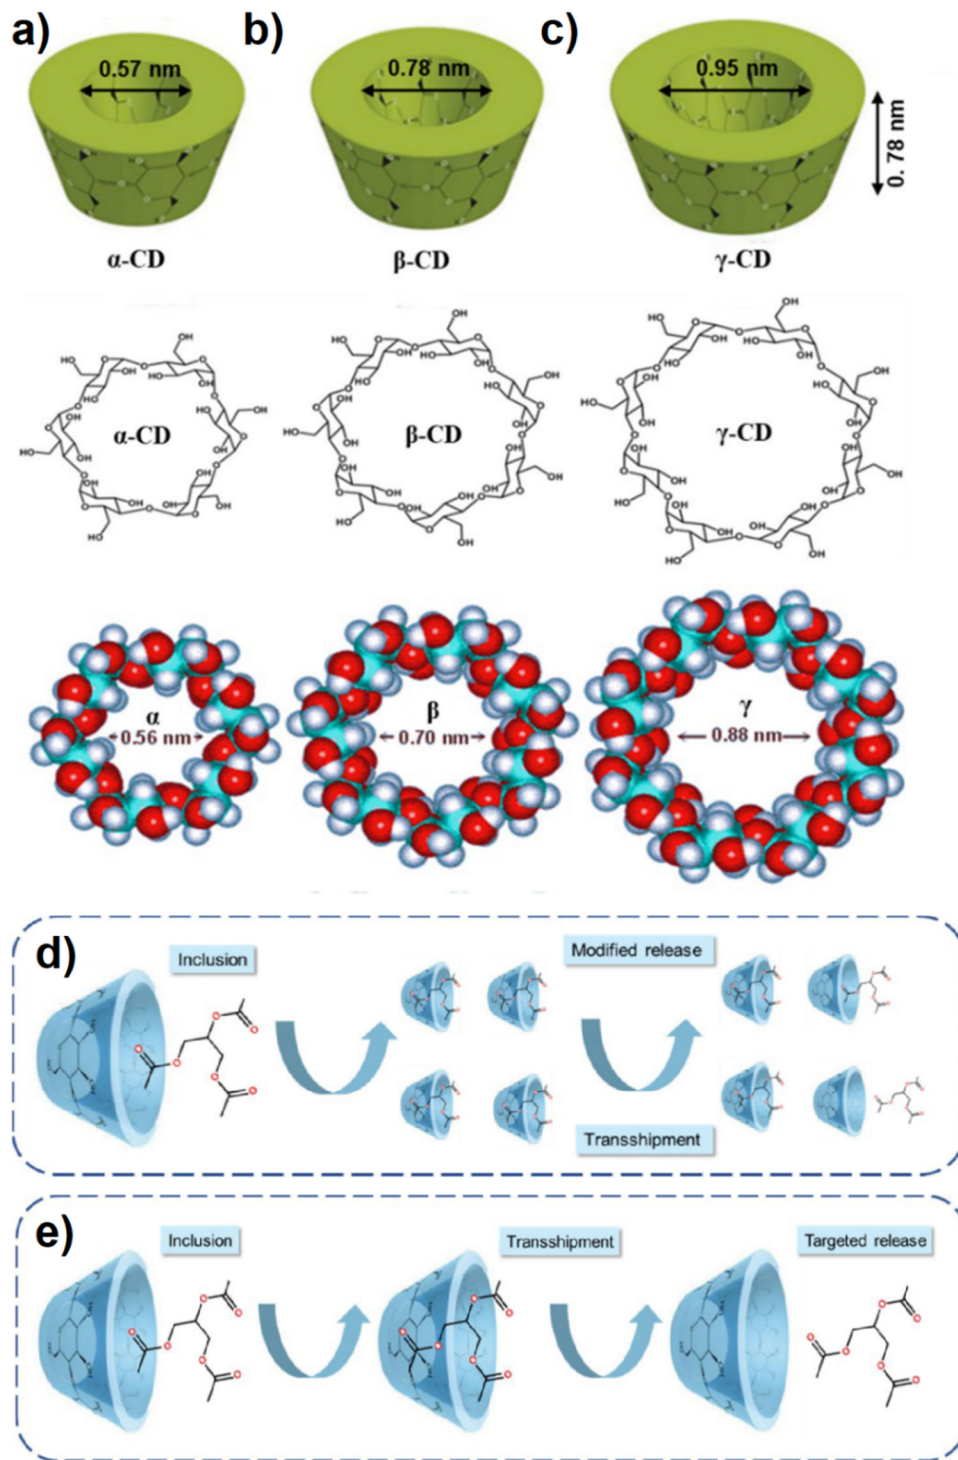 a)
b)
c)
0.57 nm
0.78 nm
0.95 nm
0.78 nm
α-CD
β-CD
γ-CD
α-CD
β-CD
γ-CD
α
0.56 nm
β
0.70 nm
γ
0.88 nm
d)
Inclusion
Modified release
Transshipment
e)
Inclusion
Transshipment
Targeted release